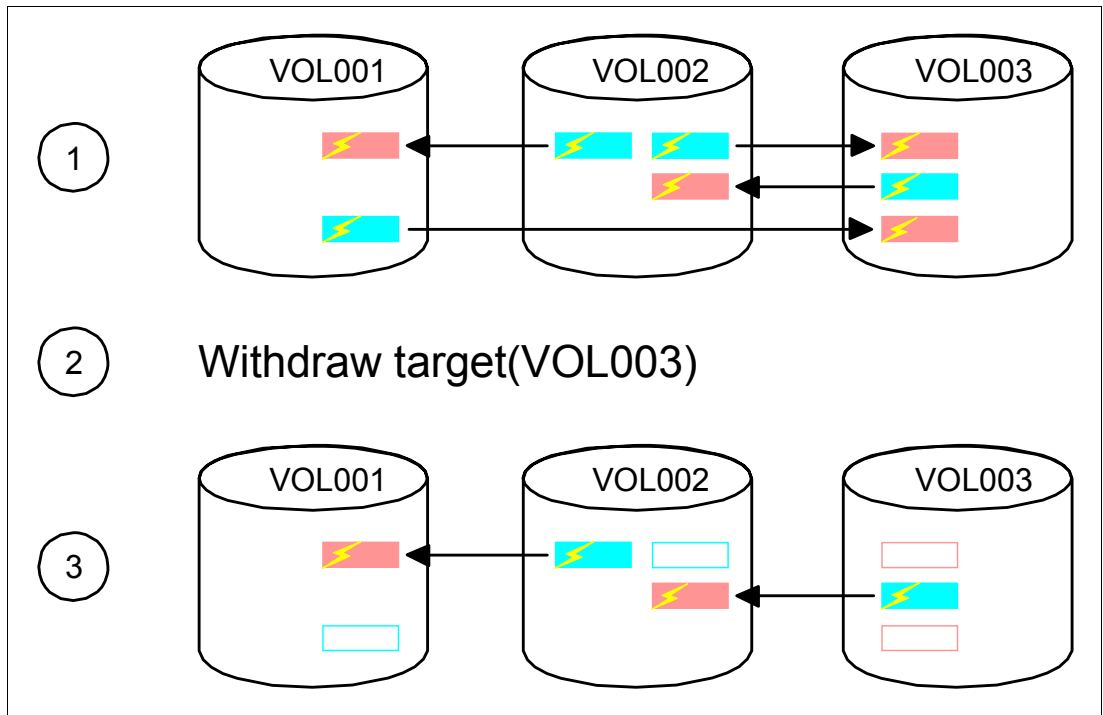 VOL001 VOL002 VOL003
1
2 Withdraw target(VOL003)
VOL001 VOL002 VOL003
3